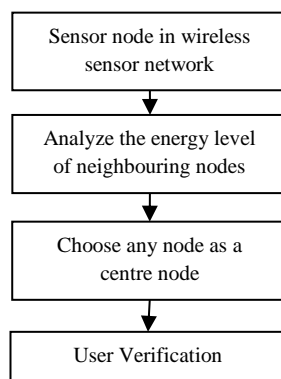 Sensor node in wireless
sensor network
Analyze the energy level
of neighbouring nodes
Choose any node as a
centre node
User Verification